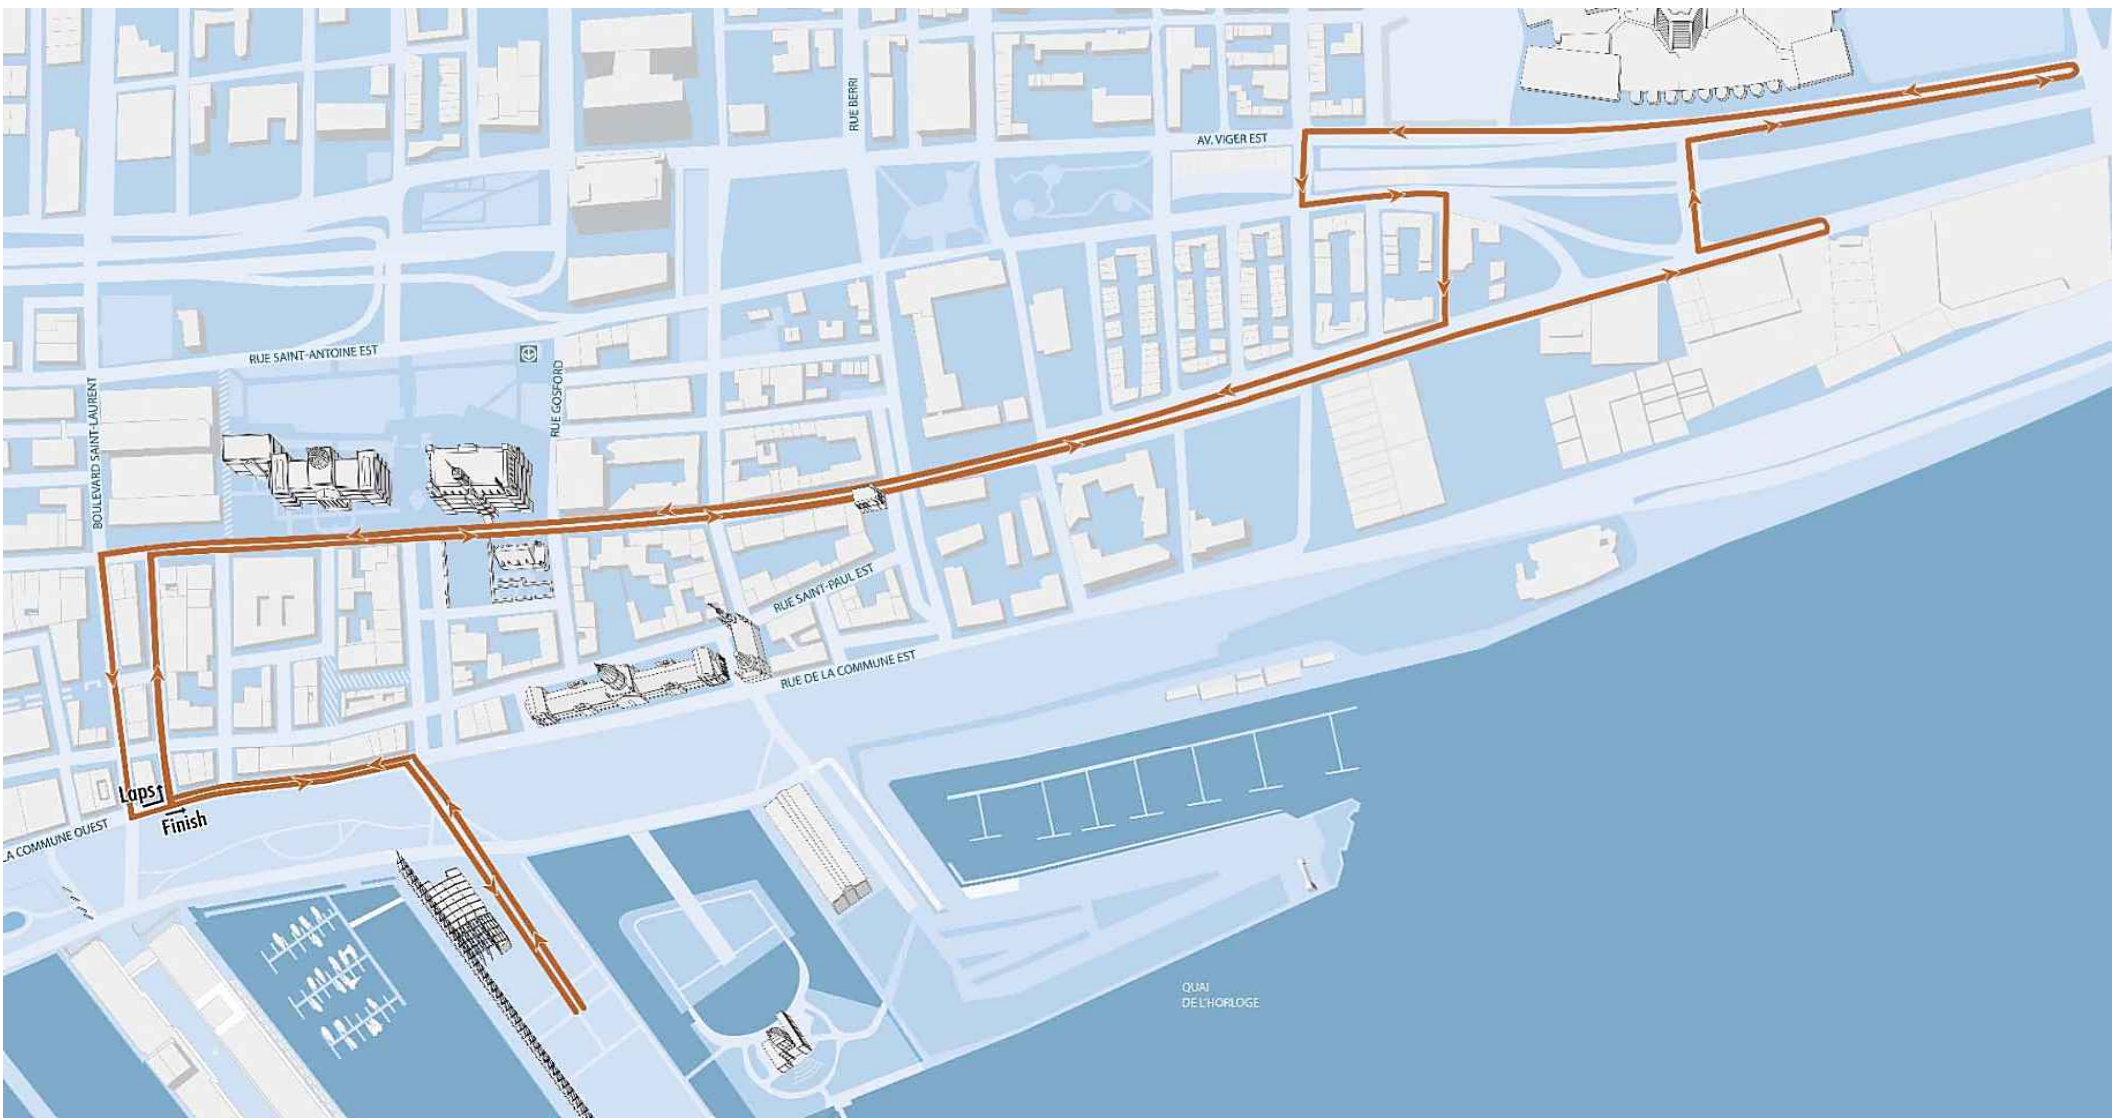 RUE BERRI
AV. VIGER EST
RUE SAINT-ANTOINE EST
RUE GOSFORD
BOULEVARD SAINT-LAURENT
RUE SAINT-PAUL EST
RUE DE LA COMMUNE EST
Laps
Finish
LA COMMUNE OUEST
QUAI
DE L'HORLOGE